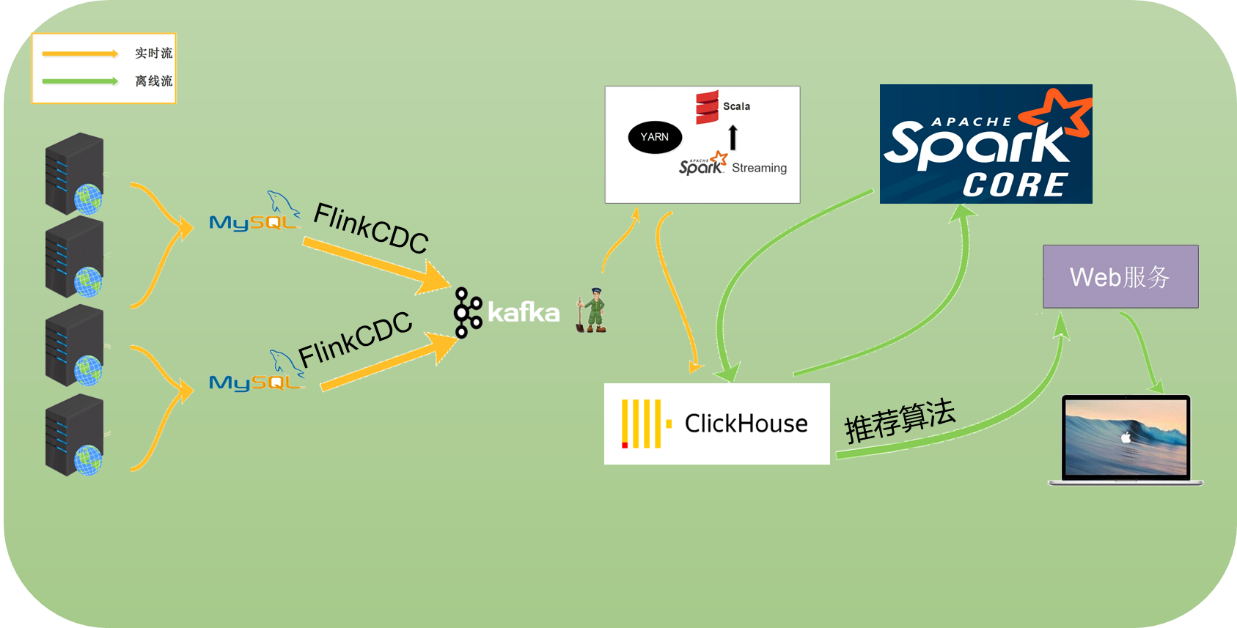 实时流
离线流
MySQL
FlinkCDC
kafka
FlinkCDC
MySQL
Scala
YARN
APACHE
Spark
Streaming
APACHE
Spark
CORE
Web服务
ClickHouse
推荐算法